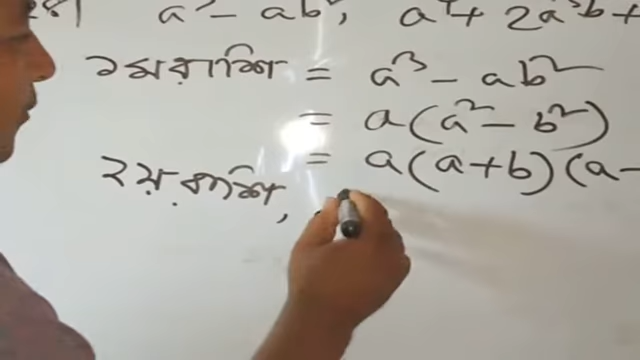 a³ - ab², a⁴ + 2a³b +
১মরাশি = a³ - ab²
= a(a² - b²)
= a(a+b)(a-
২য়রাশি,